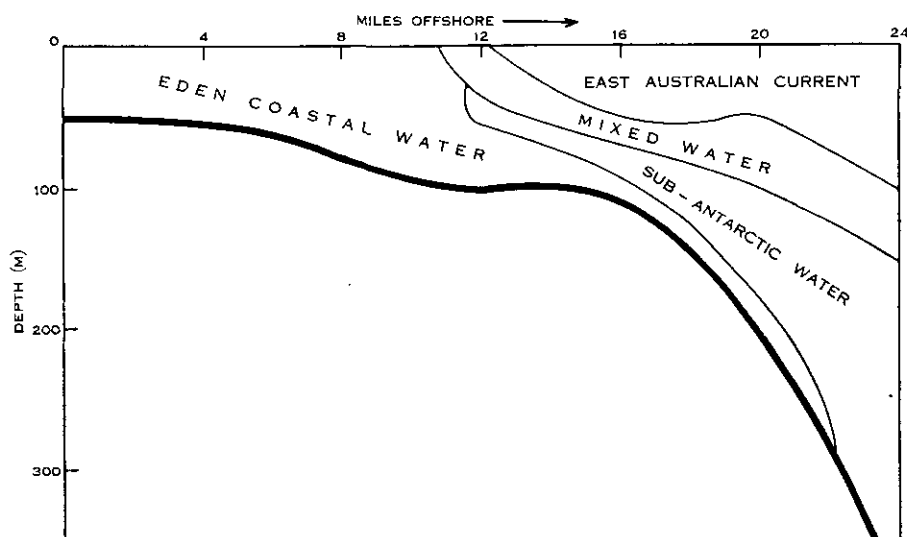 MILES OFFSHORE
0 4 8 12 16 20 24
0
EAST AUSTRALIAN CURRENT
EDEN COASTAL WATER
MIXED WATER
SUB-ANTARCTIC WATER
100
DEPTH (M)
200
300